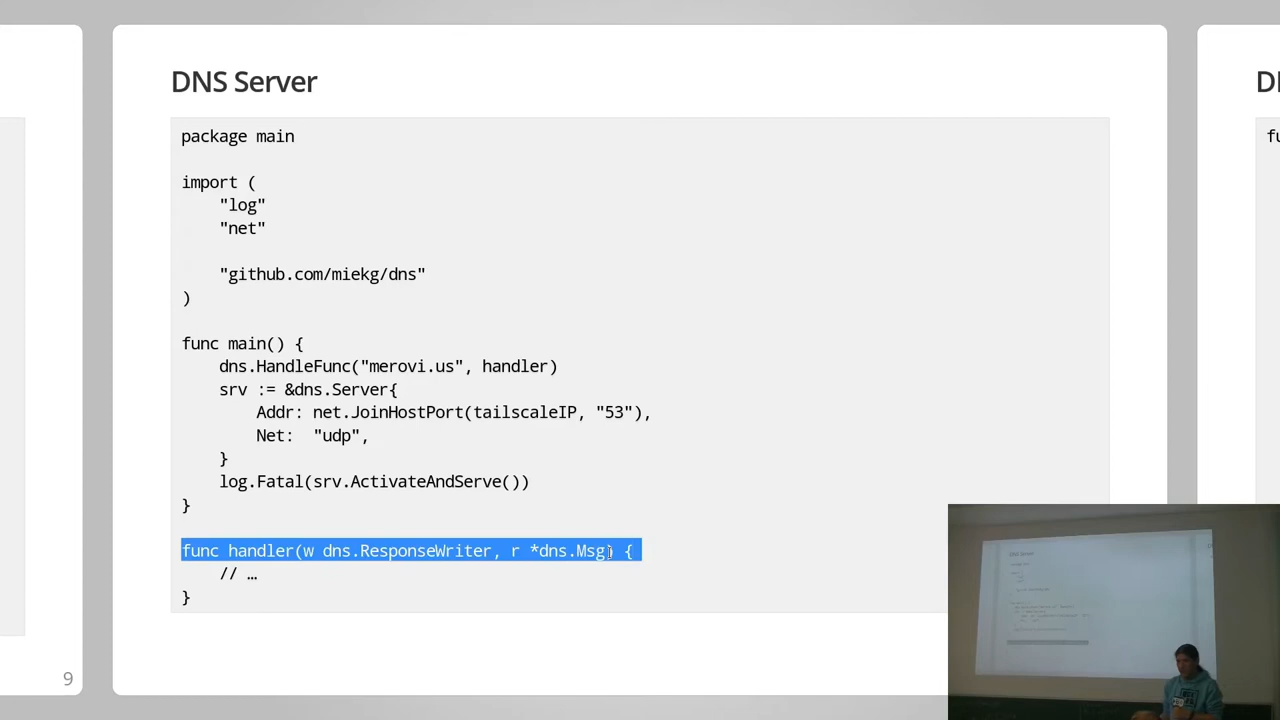 DNS Server
package main
import (
"log"
"net"
"github.com/miekg/dns"
)
func main() {
dns.HandleFunc("merovi.us", handler)
srv := &dns.Server{
Addr: net.JoinHostPort(tailscaleIP, "53"),
Net:  "udp",
}
log.Fatal(srv.ActivateAndServe())
}
func handler(w dns.ResponseWriter, r *dns.Msg) {
// …
}
9